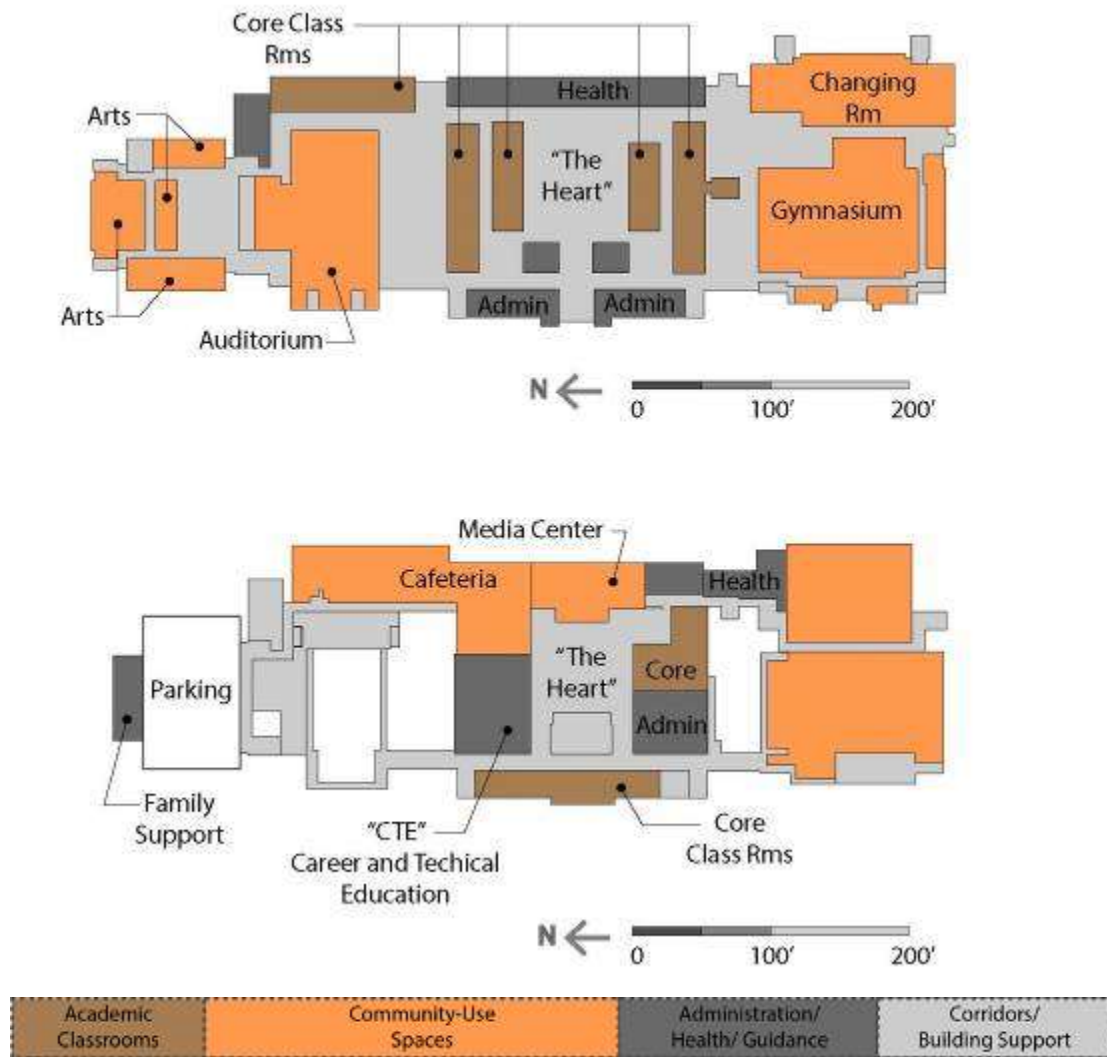 Core Class
Rms
Health
Changing
Rm
Arts
"The
Heart"
Gymnasium
Admin
Admin
Arts
Auditorium
N
0
100'
200'
Media Center
Cafeteria
Health
"The
Heart"
Core
Parking
Admin
Family
Support
"CTE"
Career and Techical
Education
Core
Class Rms
N
0
100'
200'
Academic
Classrooms
Community-Use
Spaces
Administration/
Health/ Guidance
Corridors/
Building Support